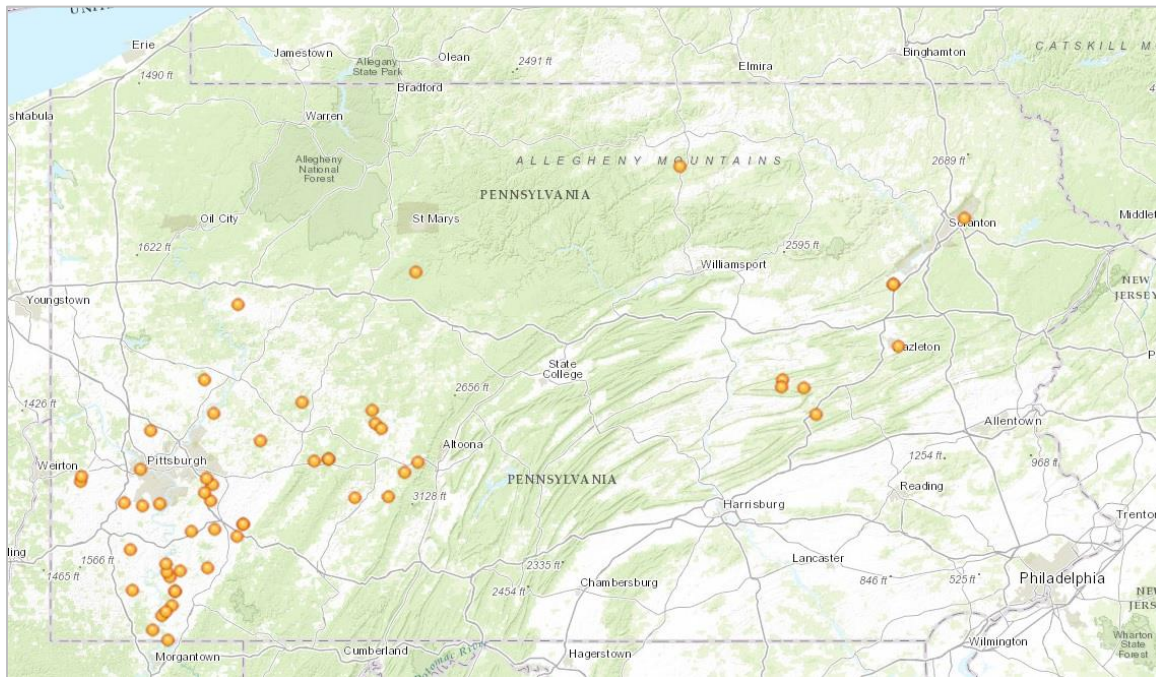 Erie
Jamestown
Allegany
State Park
Olean
2491 ft
Elmira
Binghamton
CATSKILL
1490 ft
Bradford
shtabula
Warren
Allegheny
National
Forest
ALLEGHENY MOUNTAINS
2689 ft
PENNSYLVANIA
Oil City
St Marys
Scranton
Middlet
1622 ft
2595 ft
Williamsport
Youngstown
NEW
JERSEY
azleton
State
College
2656 ft
1426 ft
Allentown
Altoona
Pittsburgh
Weirton
1254 ft
968 ft
PENNSYLVANIA
3128 ft
Reading
Harrisburg
Trenton
ling
1566 ft
1465 ft
2335 ft
Lancaster
846 ft
525 ft
Philadelphia
Chambersburg
2454 ft
NEW
JERS
Wharton
State
Forest
Wilmington
Morgantown
Cumberland
Potomac River
Hagerstown